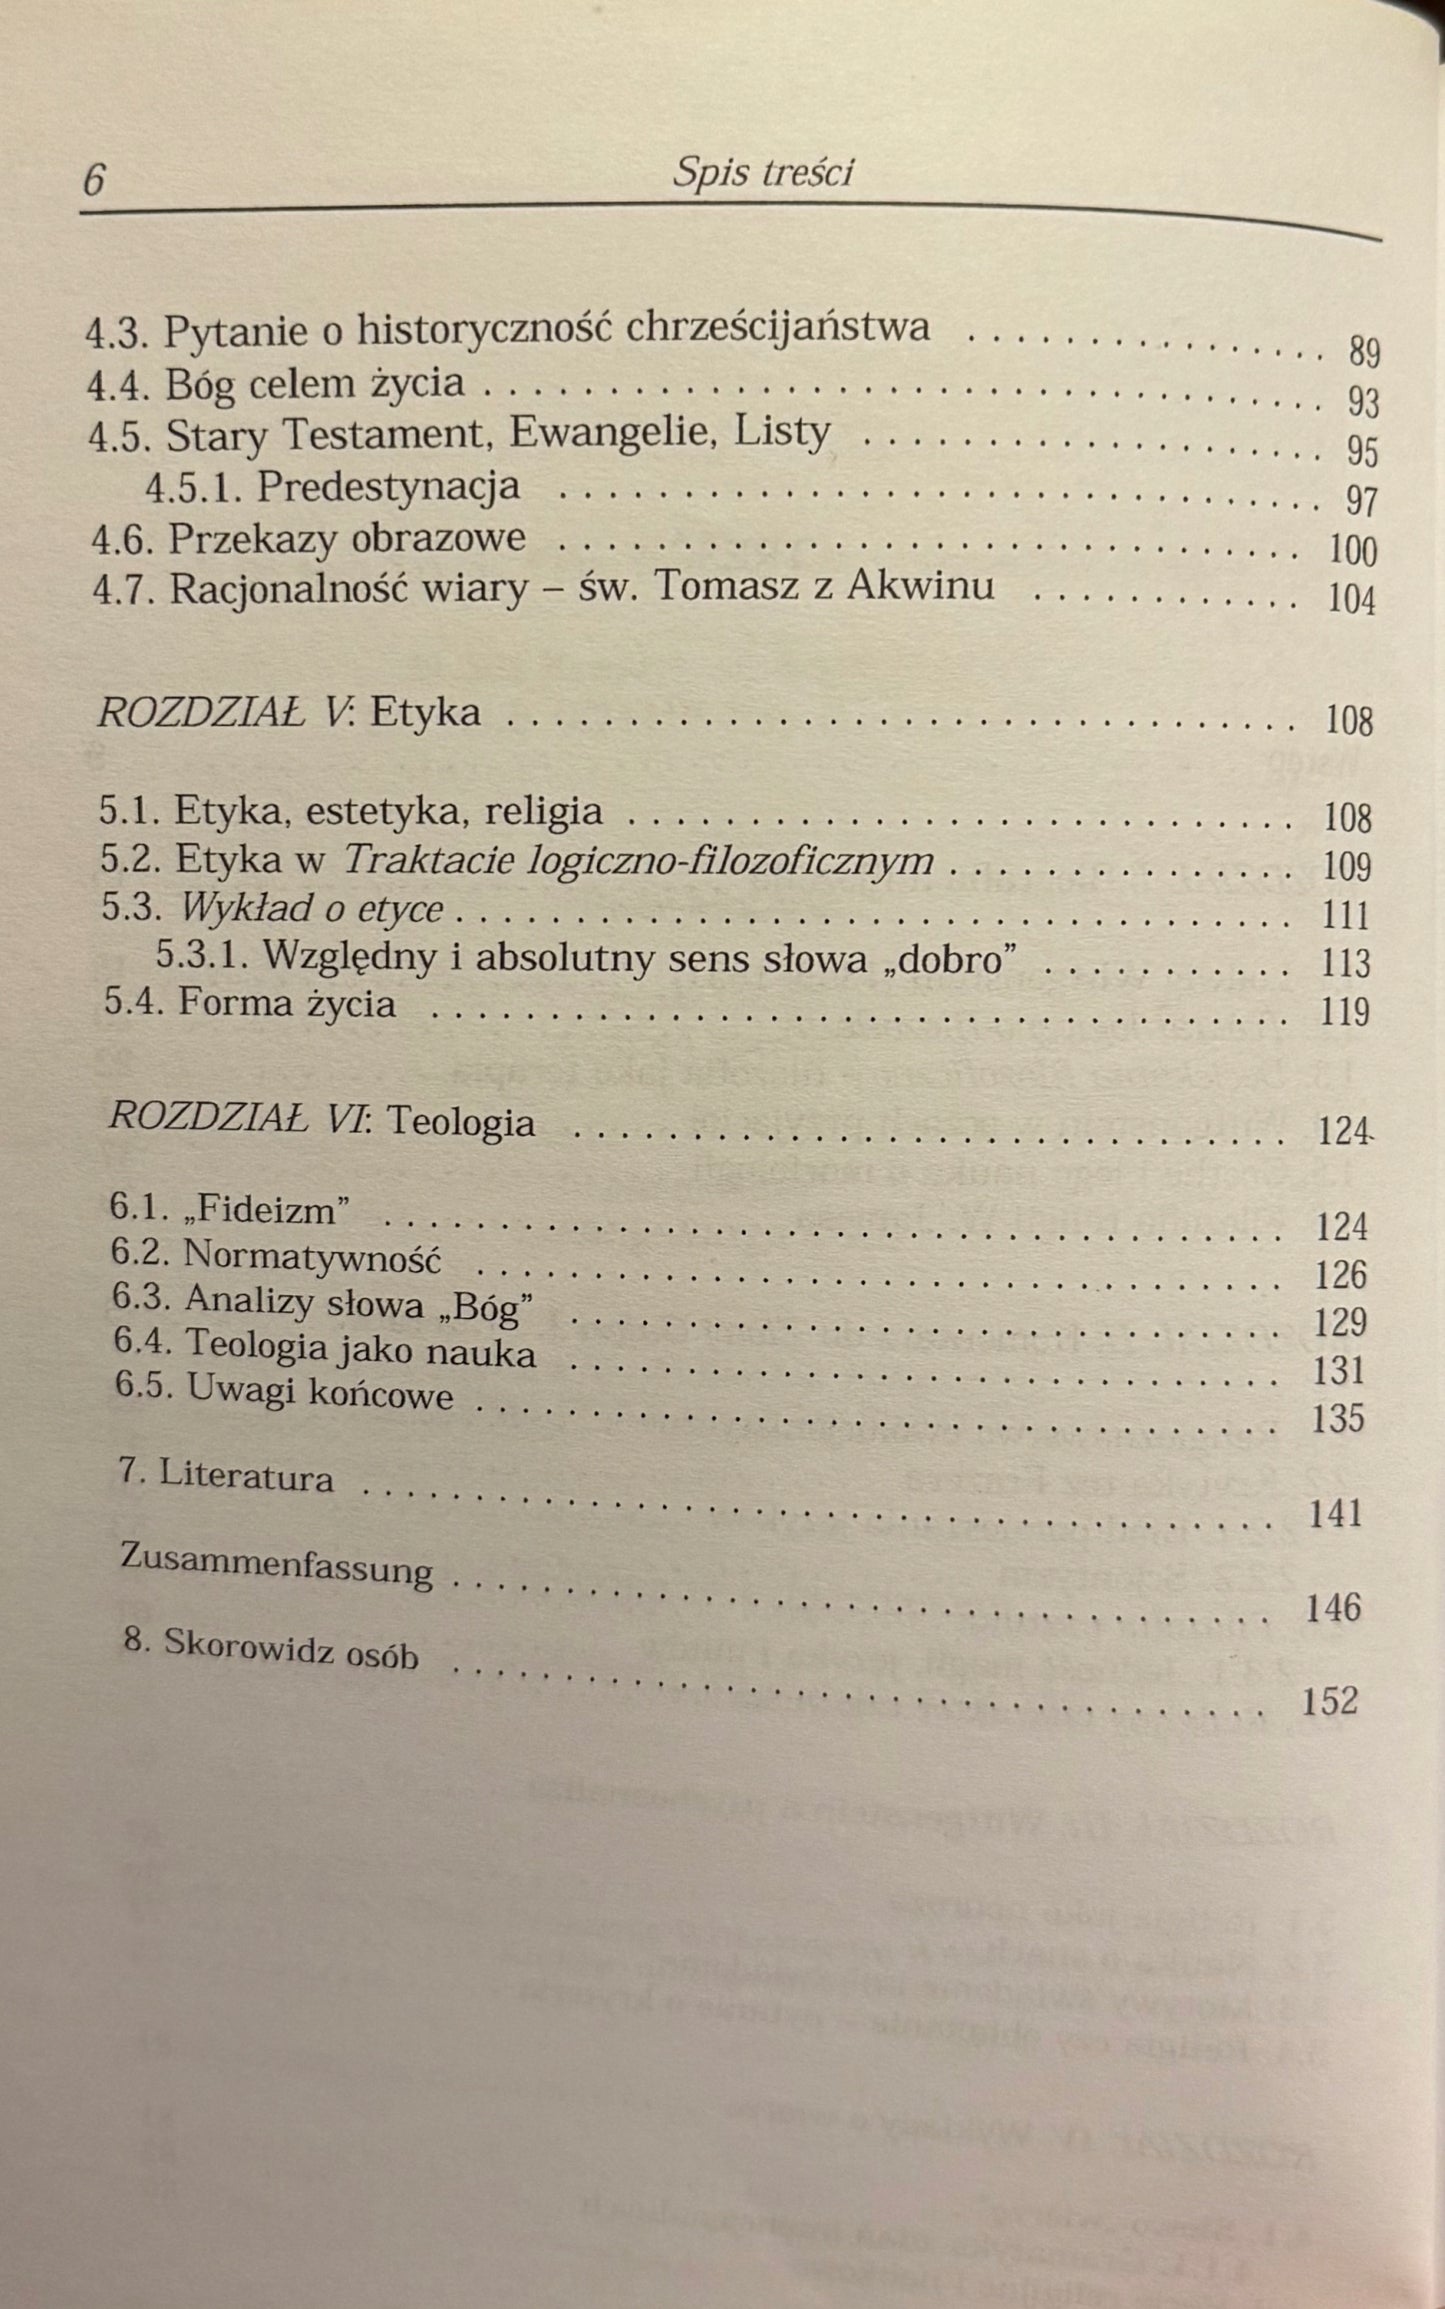 6 Spis treści
4.3. Pytanie o historyczność chrześcijaństwa . . . . . . . . . . . . . . . 89
4.4. Bóg celem życia . . . . . . . . . . . . . . . . . . . . . . . . . . . . . . . . . . 93
4.5. Stary Testament, Ewangelie, Listy . . . . . . . . . . . . . . . . . . . 95
4.5.1. Predestynacja . . . . . . . . . . . . . . . . . . . . . . . . . . . . . . . 97
4.6. Przekazy obrazowe . . . . . . . . . . . . . . . . . . . . . . . . . . . . . . 100
4.7. Racjonalność wiary – św. Tomasz z Akwinu . . . . . . . . . . . 104
ROZDZIAŁ V: Etyka . . . . . . . . . . . . . . . . . . . . . . . . . . . . . . . . . 108
5.1. Etyka, estetyka, religia . . . . . . . . . . . . . . . . . . . . . . . . . . . . 108
5.2. Etyka w Traktacie logiczno-filozoficznym . . . . . . . . . . . . . . . 109
5.3. Wykład o etyce . . . . . . . . . . . . . . . . . . . . . . . . . . . . . . . . . . . 111
5.3.1. Względny i absolutny sens słowa „dobro” . . . . . . . . . . . 113
5.4. Forma życia . . . . . . . . . . . . . . . . . . . . . . . . . . . . . . . . . . . . 119
ROZDZIAŁ VI: Teologia . . . . . . . . . . . . . . . . . . . . . . . . . . . . . . 124
6.1. „Fideizm” . . . . . . . . . . . . . . . . . . . . . . . . . . . . . . . . . . . . . . 124
6.2. Normatywność . . . . . . . . . . . . . . . . . . . . . . . . . . . . . . . . . . 126
6.3. Analizy słowa „Bóg” . . . . . . . . . . . . . . . . . . . . . . . . . . . . . . 129
6.4. Teologia jako nauka . . . . . . . . . . . . . . . . . . . . . . . . . . . . . . 131
6.5. Uwagi końcowe . . . . . . . . . . . . . . . . . . . . . . . . . . . . . . . . . . 135
7. Literatura . . . . . . . . . . . . . . . . . . . . . . . . . . . . . . . . . . . . . . . 141
Zusammenfassung . . . . . . . . . . . . . . . . . . . . . . . . . . . . . . . . . . . 146
8. Skorowidz osób . . . . . . . . . . . . . . . . . . . . . . . . . . . . . . . . . . . 152